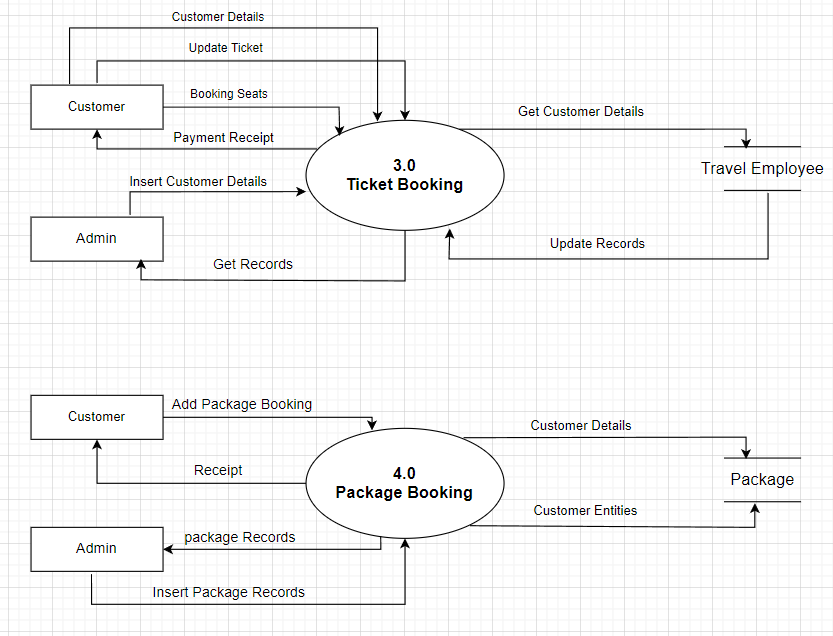 Customer Details
Update Ticket
Customer
Booking Seats
Payment Receipt
Get Customer Details
3.0
Ticket Booking
Travel Employee
Insert Customer Details
Admin
Get Records
Update Records
Customer
Add Package Booking
Receipt
Customer Details
4.0
Package Booking
Package
Customer Entities
Admin
package Records
Insert Package Records